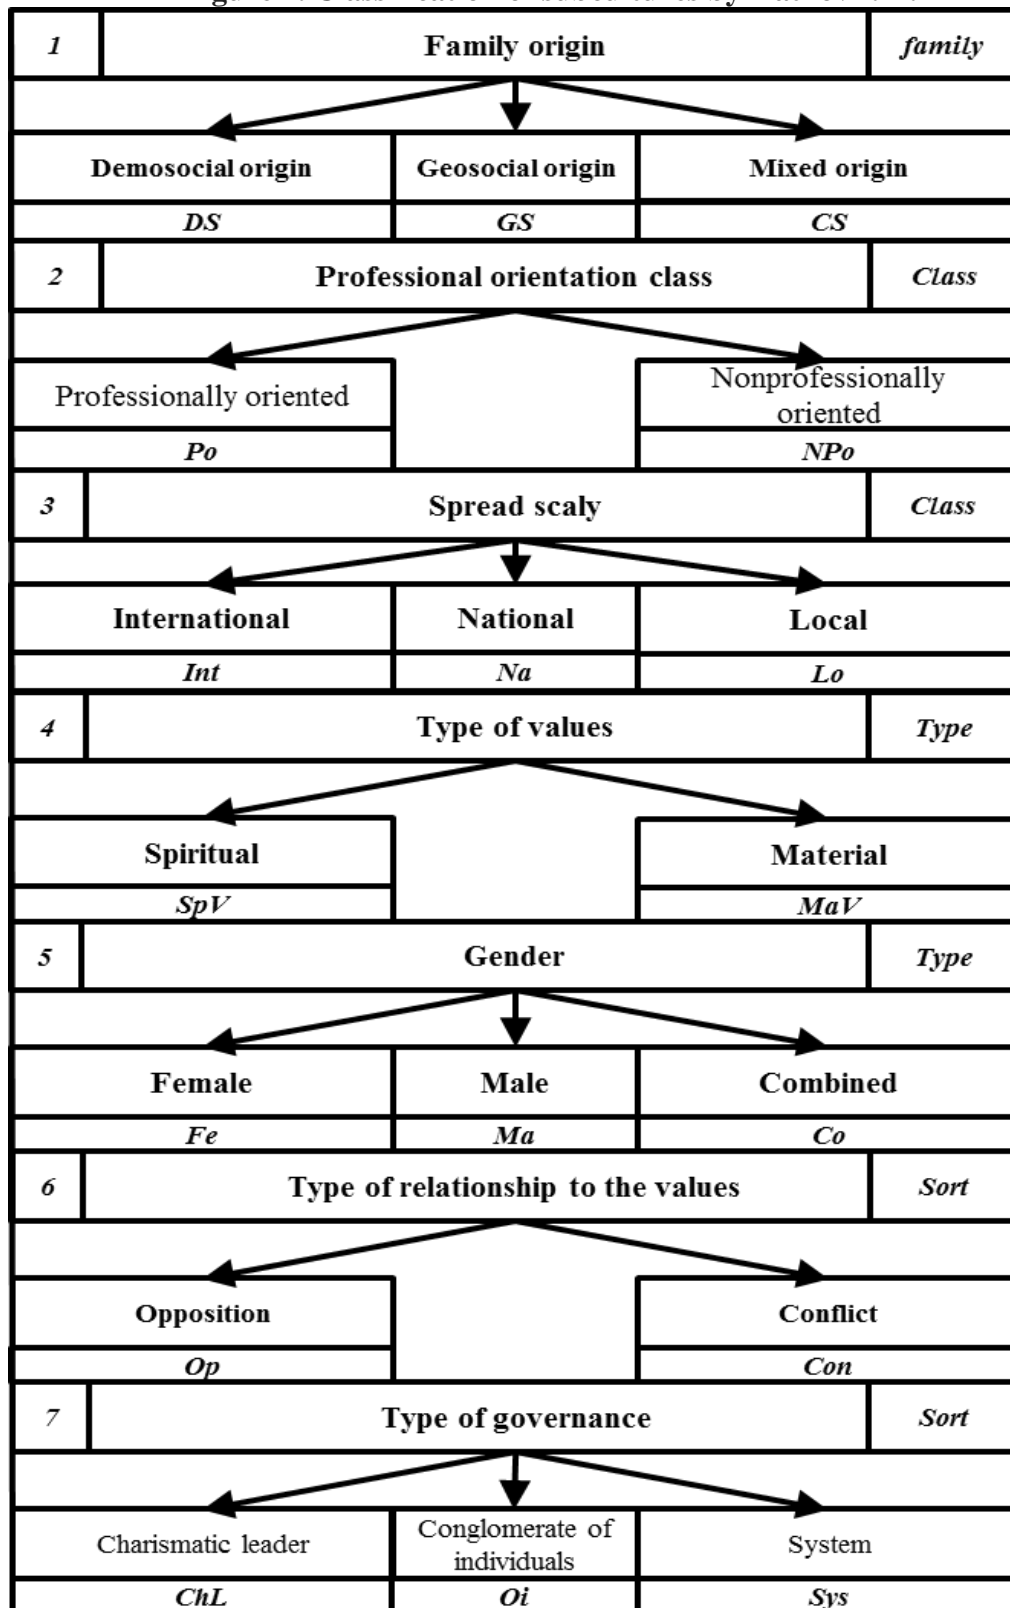 1 Family origin family
Demosocial origin Geosocial origin Mixed origin
DS GS CS
2 Professional orientation class Class
Professionally oriented Nonprofessionally
oriented
Po NPo
3 Spread scaly Class
International National Local
Int Na Lo
4 Type of values Type
Spiritual Material
SpV MaV
5 Gender Type
Female Male Combined
Fe Ma Co
6 Type of relationship to the values Sort
Opposition Conflict
Op Con
7 Type of governance Sort
Charismatic leader Conglomerate of
individuals System
ChL Oi Sys